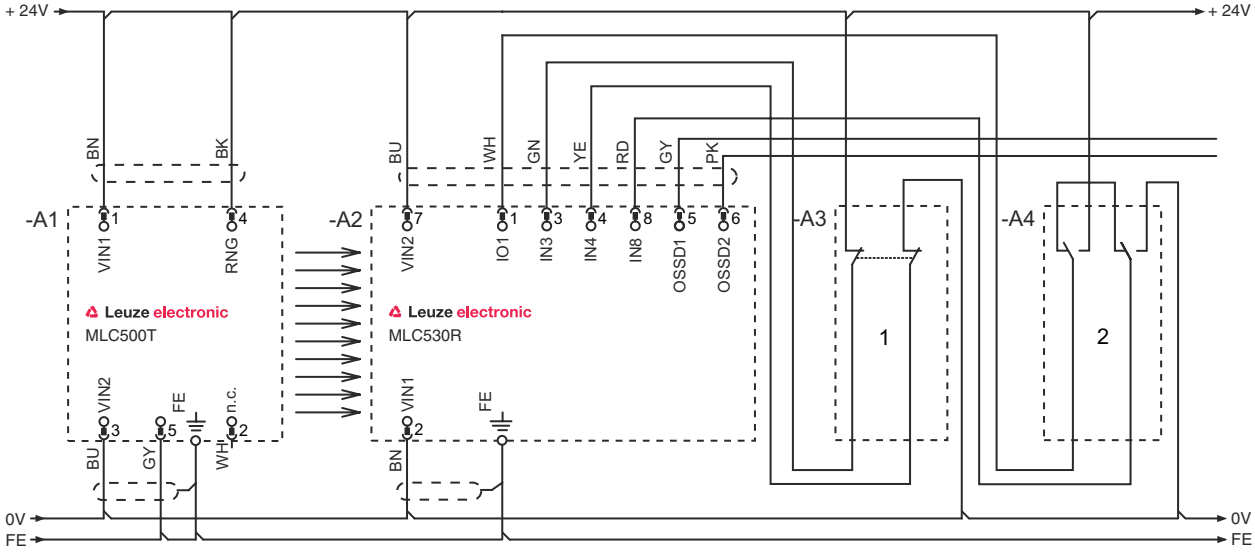 + 24V
+ 24V
BN
BK
BU
WH
GN
YE
RD
GY
PK
-A1
1
4
-A2
7
1
3
4
8
5
6
-A3
-A4
VIN1
RNG
VIN2
IO1
IN3
IN4
IN8
OSSD1
OSSD2
Leuze electronic
MLC500T
Leuze electronic
MLC530R
1
2
VIN2
FE
n.c.
VIN1
FE
3
5
2
2
BU
GY
WH
BN
0V
0V
FE
FE